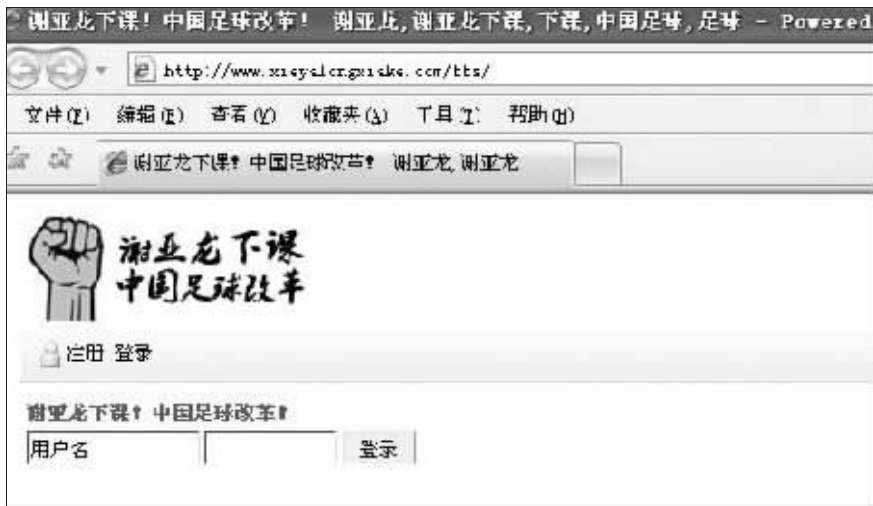 谢亚龙下课! 中国足球改革! 谢亚龙,谢亚龙下课,下课,中国足球,足球 - Powered
http://www.xieyalongxiake.com/bbs/
文件(F) 编辑(E) 查看(V) 收藏夹(A) 工具(T) 帮助(H)
谢亚龙下课! 中国足球改革! 谢亚龙,谢亚龙
谢亚龙下课
中国足球改革
注册 登录
谢亚龙下课! 中国足球改革!
用户名 登录